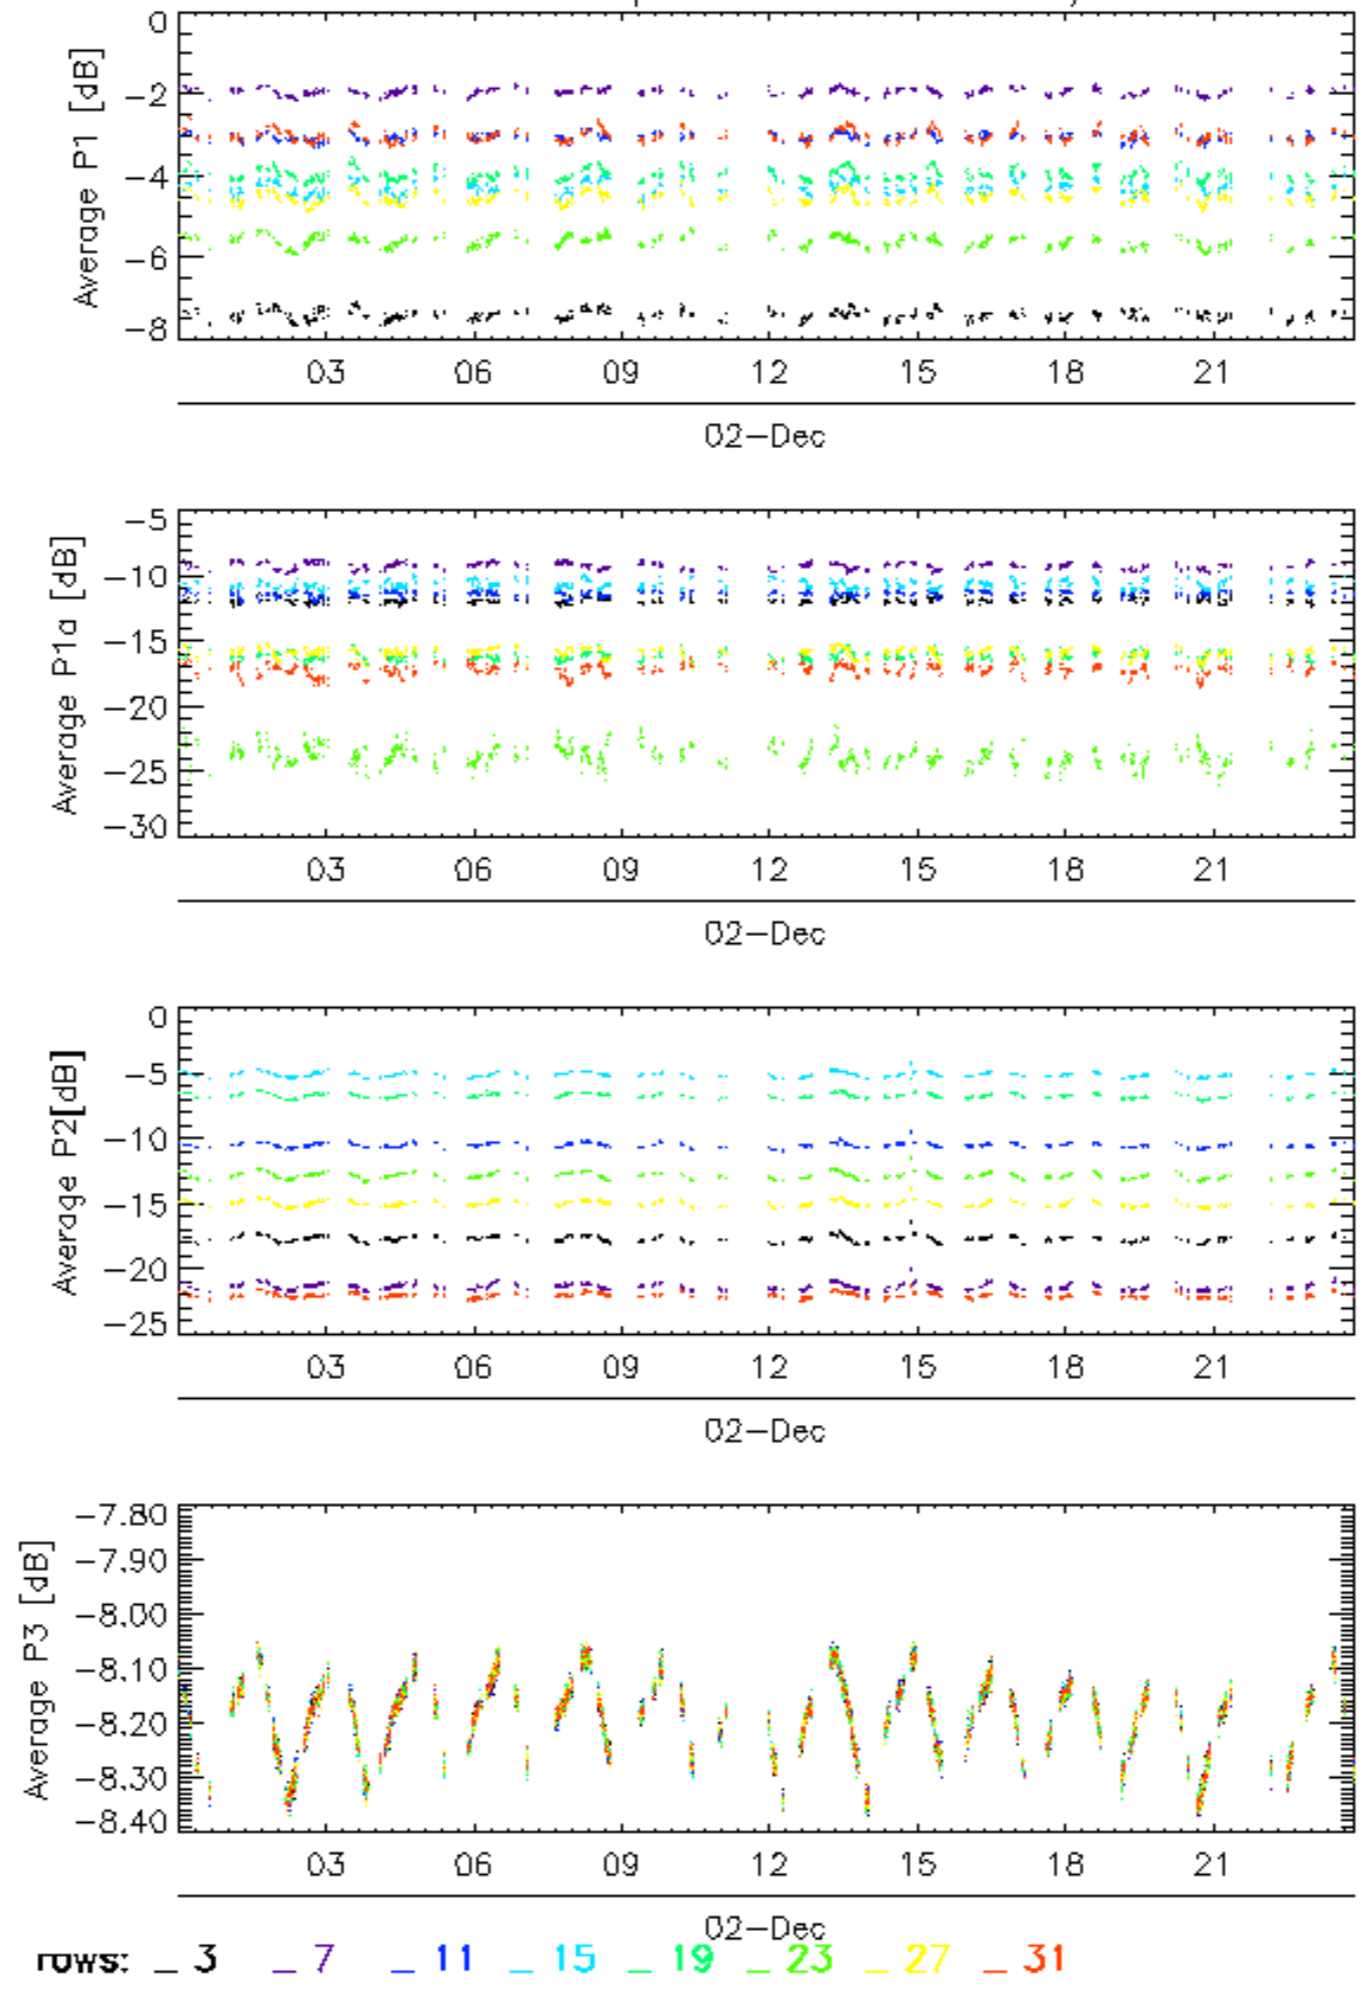 0
−2
−4
−6
−8
Average P1 [dB]
03 06 09 12 15 18 21
02−Dec
−5
−10
−15
−20
−25
−30
Average P1a [dB]
03 06 09 12 15 18 21
02−Dec
0
−5
−10
−15
−20
−25
Average P2[dB]
03 06 09 12 15 18 21
02−Dec
−7.80
−7.90
−8.00
−8.10
−8.20
−8.30
−8.40
Average P3 [dB]
03 06 09 12 15 18 21
02−Dec
rows: _ 3 _ 7 _ 11 _ 15 _ 19 _ 23 _ 27 _ 31